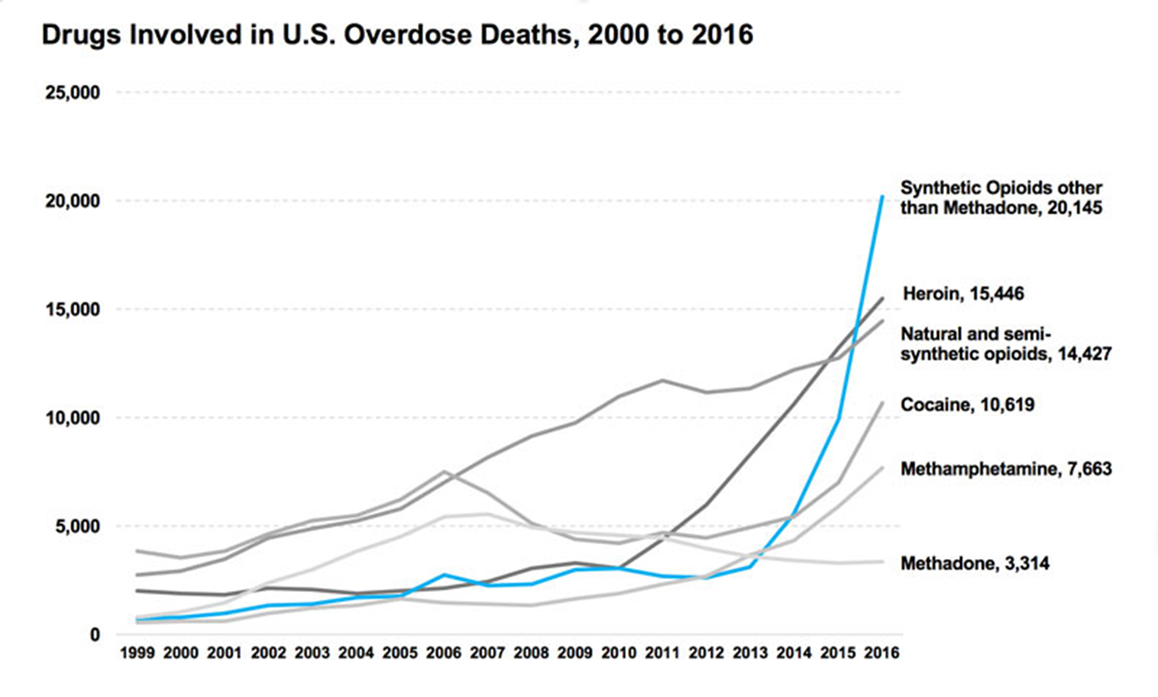 Drugs Involved in U.S. Overdose Deaths, 2000 to 2016
25,000
20,000
15,000
10,000
5,000
0
Synthetic Opioids other
than Methadone, 20,145
Heroin, 15,446
Natural and semi-
synthetic opioids, 14,427
Cocaine, 10,619
Methamphetamine, 7,663
Methadone, 3,314
1999 2000 2001 2002 2003 2004 2005 2006 2007 2008 2009 2010 2011 2012 2013 2014 2015 2016